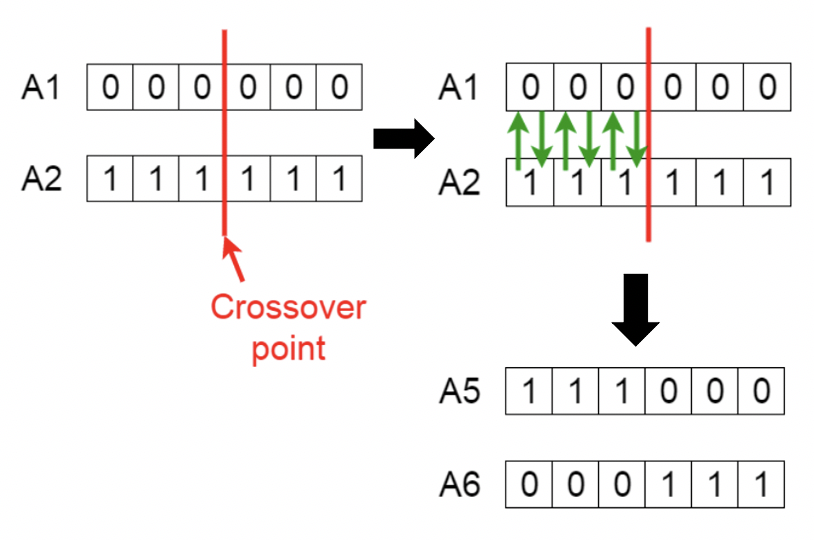 A1 0 0 0 0 0 0
A2 1 1 1 1 1 1
Crossover
point
A1 0 0 0 0 0 0
A2 1 1 1 1 1 1
A5 1 1 1 0 0 0
A6 0 0 0 1 1 1